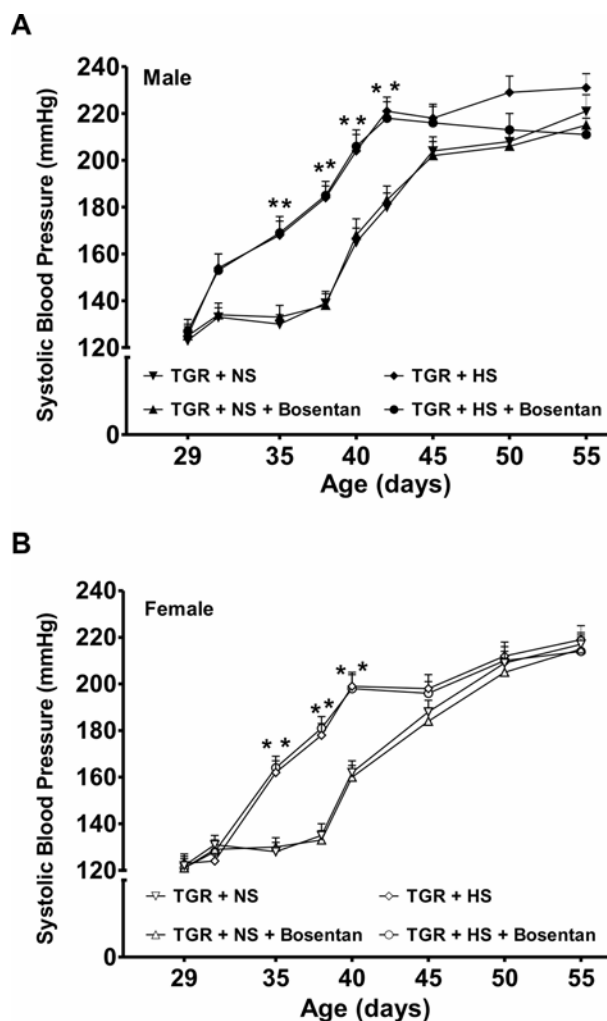 A
Systolic Blood Pressure (mmHg)
Male
240
220
200
180
160
140
120
0
** ** ** ** **
TGR + NS
TGR + HS
TGR + NS + Bosentan
TGR + HS + Bosentan
29 35 40 45 50 55
Age (days)
B
Systolic Blood Pressure (mmHg)
Female
240
220
200
180
160
140
120
0
** ** **
TGR + NS
TGR + HS
TGR + NS + Bosentan
TGR + HS + Bosentan
29 35 40 45 50 55
Age (days)